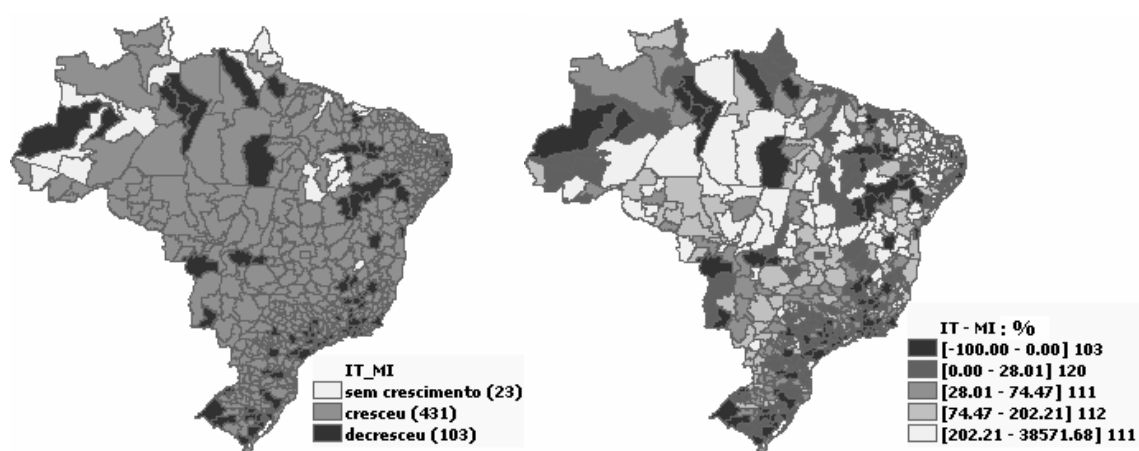 IT_MI
sem crescimento (23)
cresceu (431)
decresceu (103)
IT - MI : %
[-100.00 - 0.00] 103
[0.00 - 28.01] 120
[28.01 - 74.47] 111
[74.47 - 202.21] 112
[202.21 - 38571.68] 111